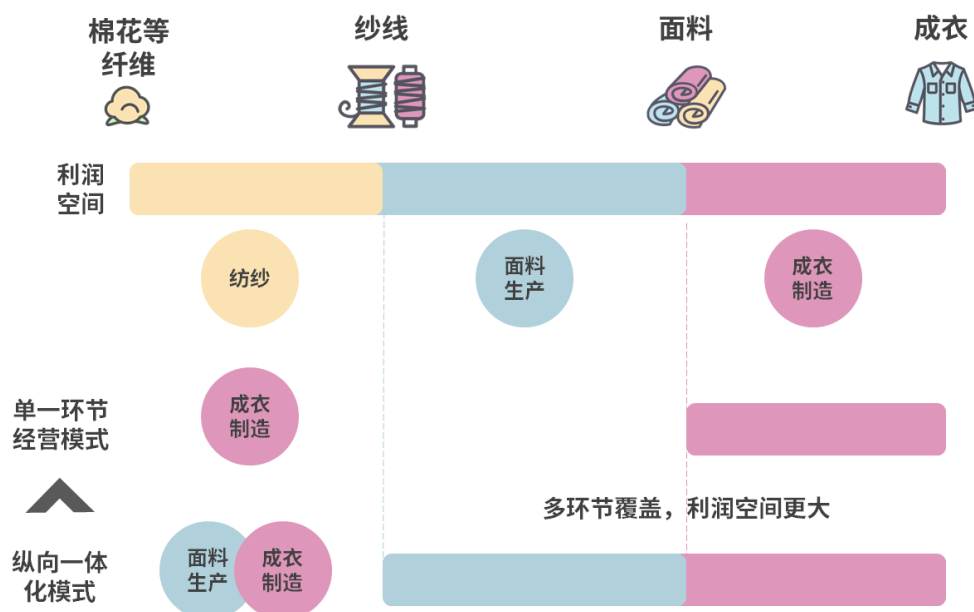 棉花等
纤维
纱线
面料
成衣
利润
空间
纺纱
面料
生产
成衣
制造
单一环节
经营模式
成衣
制造
多环节覆盖，利润空间更大
纵向一体
化模式
面料
生产
成衣
制造